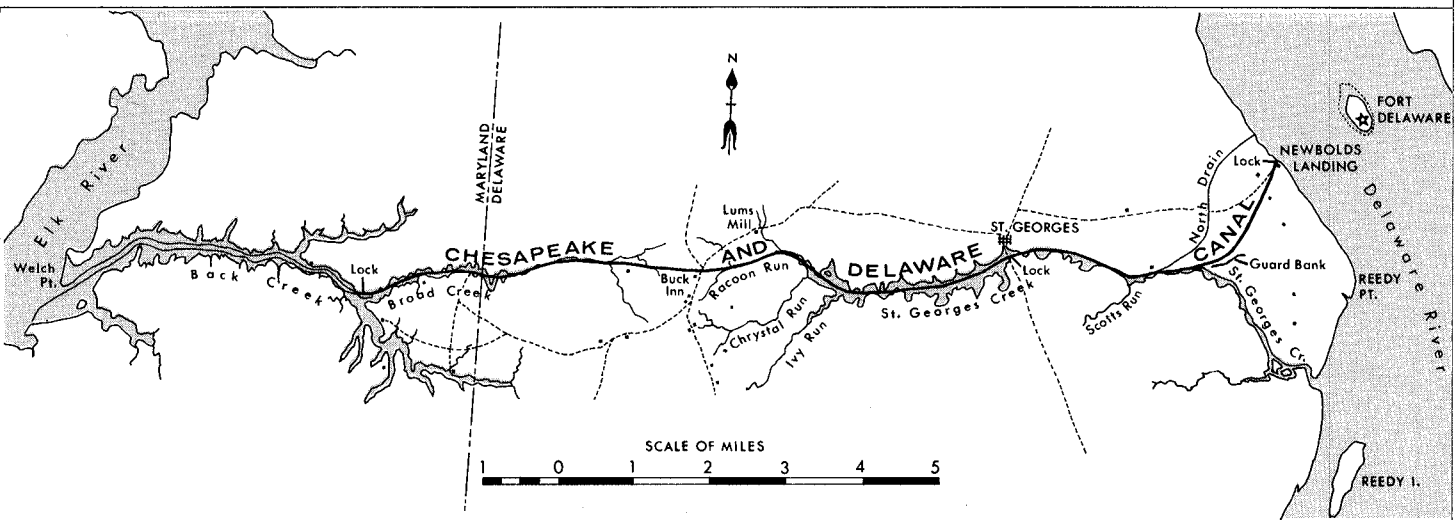 N
FORT
DELAWARE
MARYLAND
DELAWARE
Elk River
NEWBOLDS
LANDING
Lock
North Drain
Delaware River
Lums
Mill
ST. GEORGES
CHESAPEAKE AND DELAWARE CANAL
Welch
Pt.
Back Creek
Lock
Broad Creek
Buck
Inn
Racoon Run
Chrystal Run
Ivy Run
St. Georges Creek
Lock
Scotts Run
Guard Bank
St. Georges Cr.
REEDY
PT.
SCALE OF MILES
1 0 1 2 3 4 5
REEDY I.